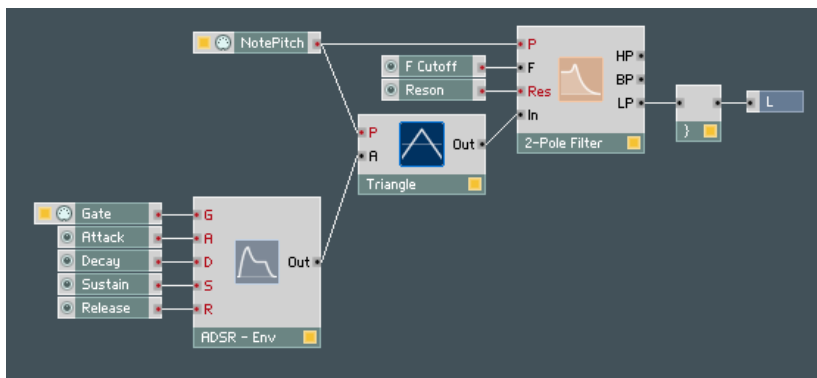 NotePitch
F Cutoff
Reson
P
F
Res
In
HP
BP
LP
2-Pole Filter
}
L
P
A
Out
Triangle
Gate
Attack
Decay
Sustain
Release
G
A
D
S
R
Out
ADSR - Env